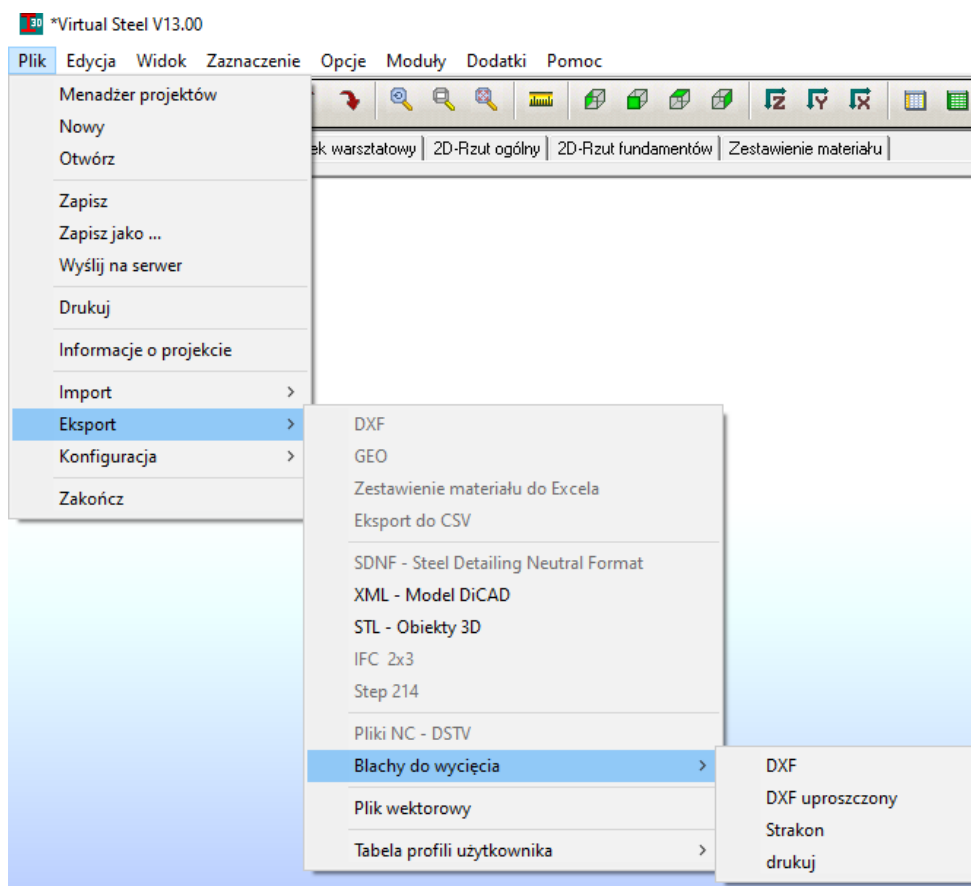 *Virtual Steel V13.00
Plik Edycja Widok Zaznaczenie Opcje Moduły Dodatki Pomoc
Menadżer projektów
Nowy
Otwórz
ek warsztatowy 2D-Rzut ogólny 2D-Rzut fundamentów Zestawienie materiału
Zapisz
Zapisz jako ...
Wyślij na serwer
Drukuj
Informacje o projekcie
Import
Eksport
Konfiguracja
Zakończ
DXF
GEO
Zestawienie materiału do Excela
Eksport do CSV
SDNF - Steel Detailing Neutral Format
XML - Model DiCAD
STL - Obiekty 3D
IFC 2x3
Step 214
Pliki NC - DSTV
Blachy do wycięcia
Plik wektorowy
Tabela profili użytkownika
DXF
DXF uproszczony
Strakon
drukuj